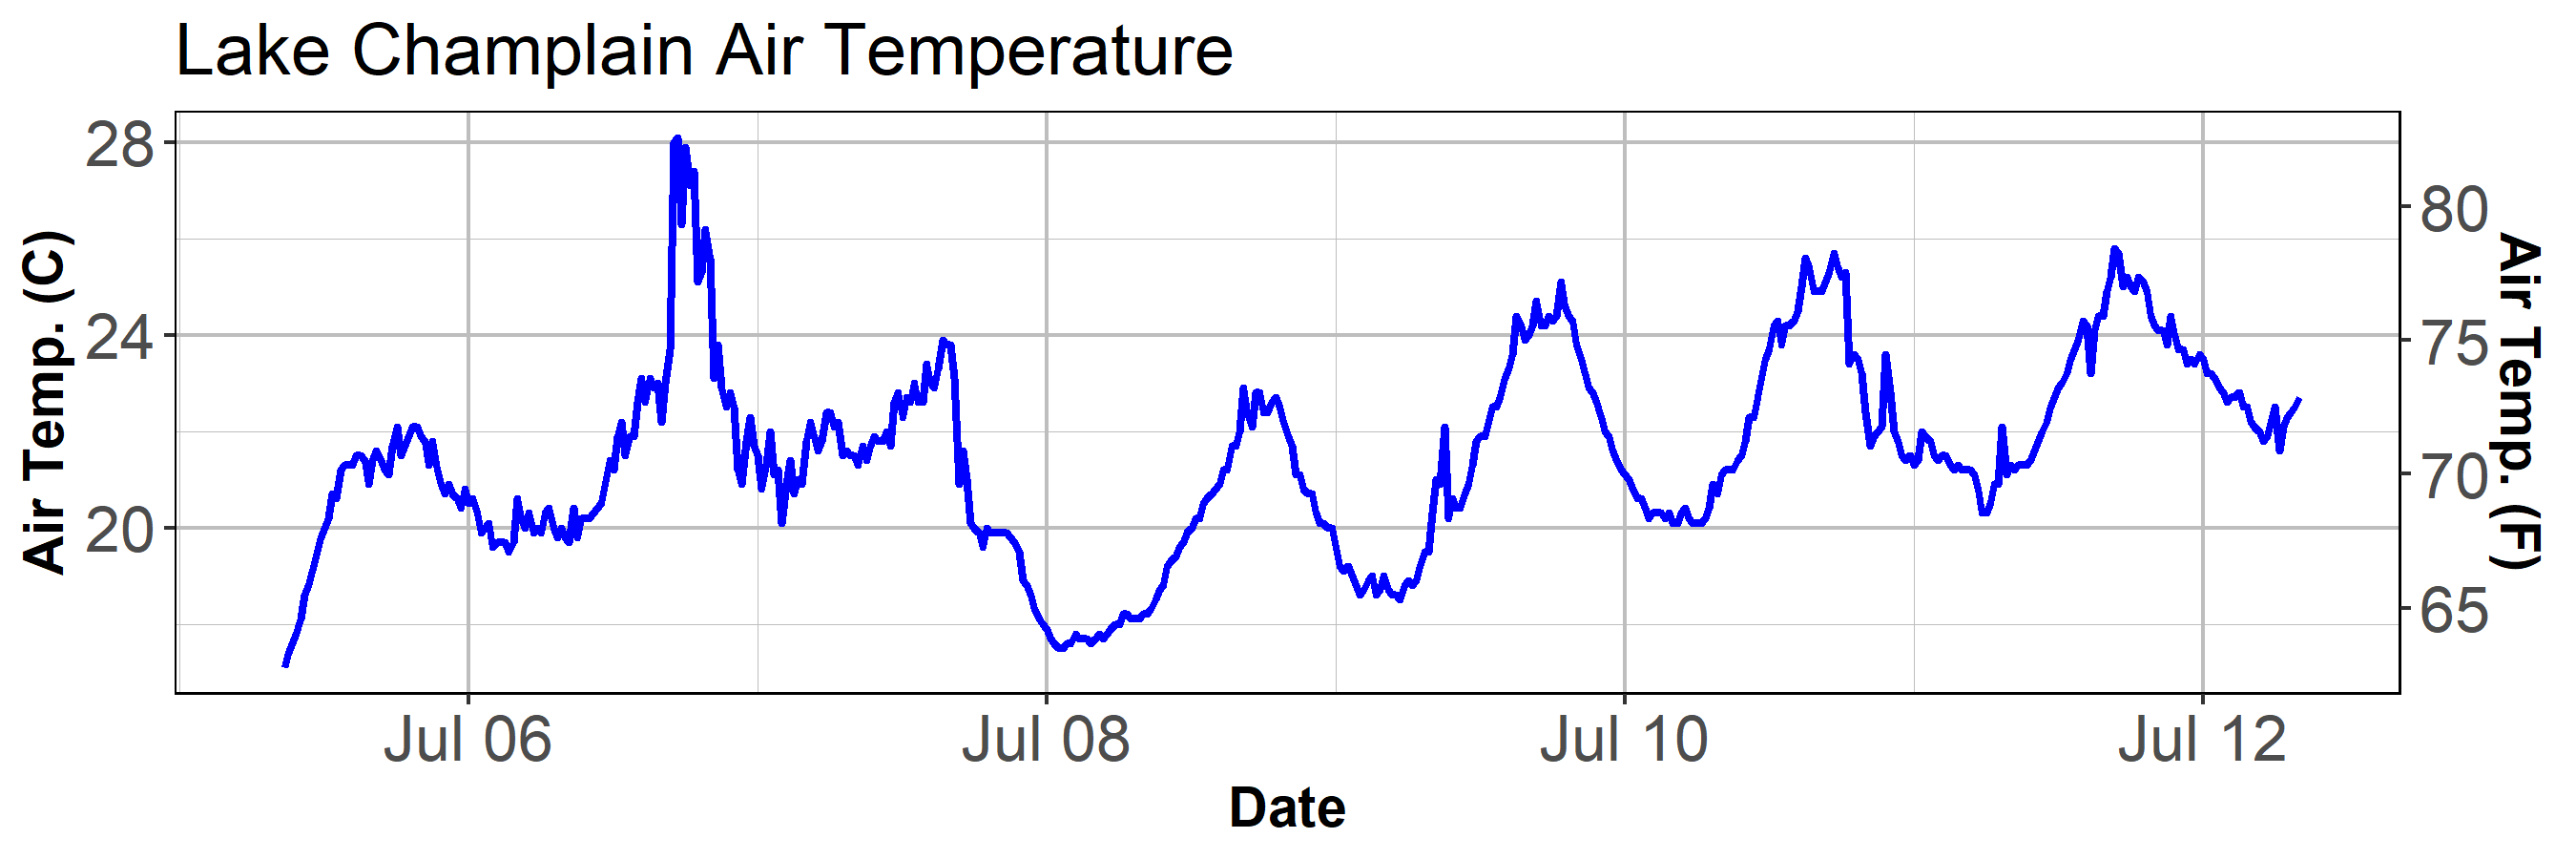 Lake Champlain Air Temperature
28
24
20
Air Temp. (C)
80
75
70
65
Air Temp. (F)
Jul 06 Jul 08 Jul 10 Jul 12
Date